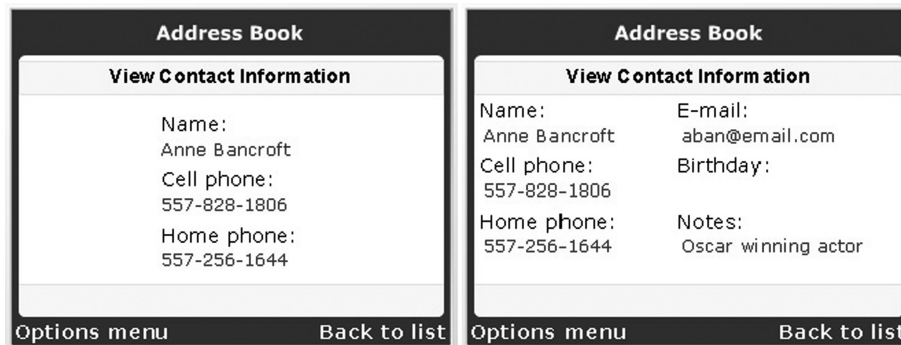 Address Book
View Contact Information
Name:
Anne Bancroft
Cell phone:
557-828-1806
Home phone:
557-256-1644
Options menu Back to list
Address Book
View Contact Information
Name: E-mail:
Anne Bancroft aban@email.com
Cell phone: Birthday:
557-828-1806
Home phone: Notes:
557-256-1644 Oscar winning actor
Options menu Back to list